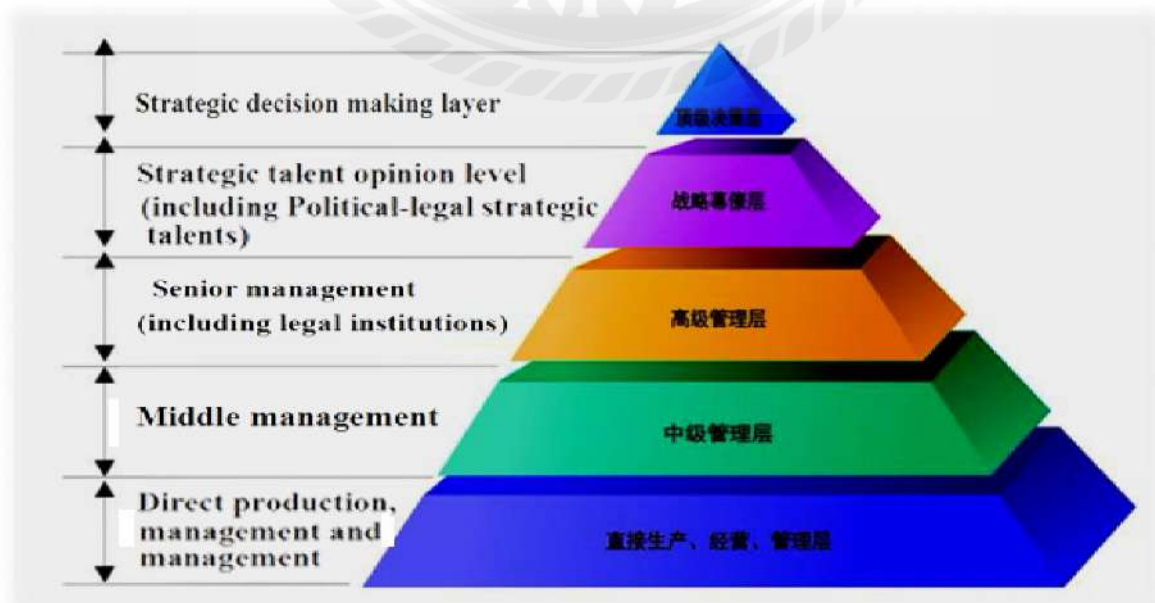 Strategic decision making layer
顶级决策层
Strategic talent opinion level
(including Political-legal strategic
talents)
战略幕僚层
Senior management
(including legal institutions)
高级管理层
Middle management
中级管理层
Direct production,
management and
management
直接生产、经营、管理层